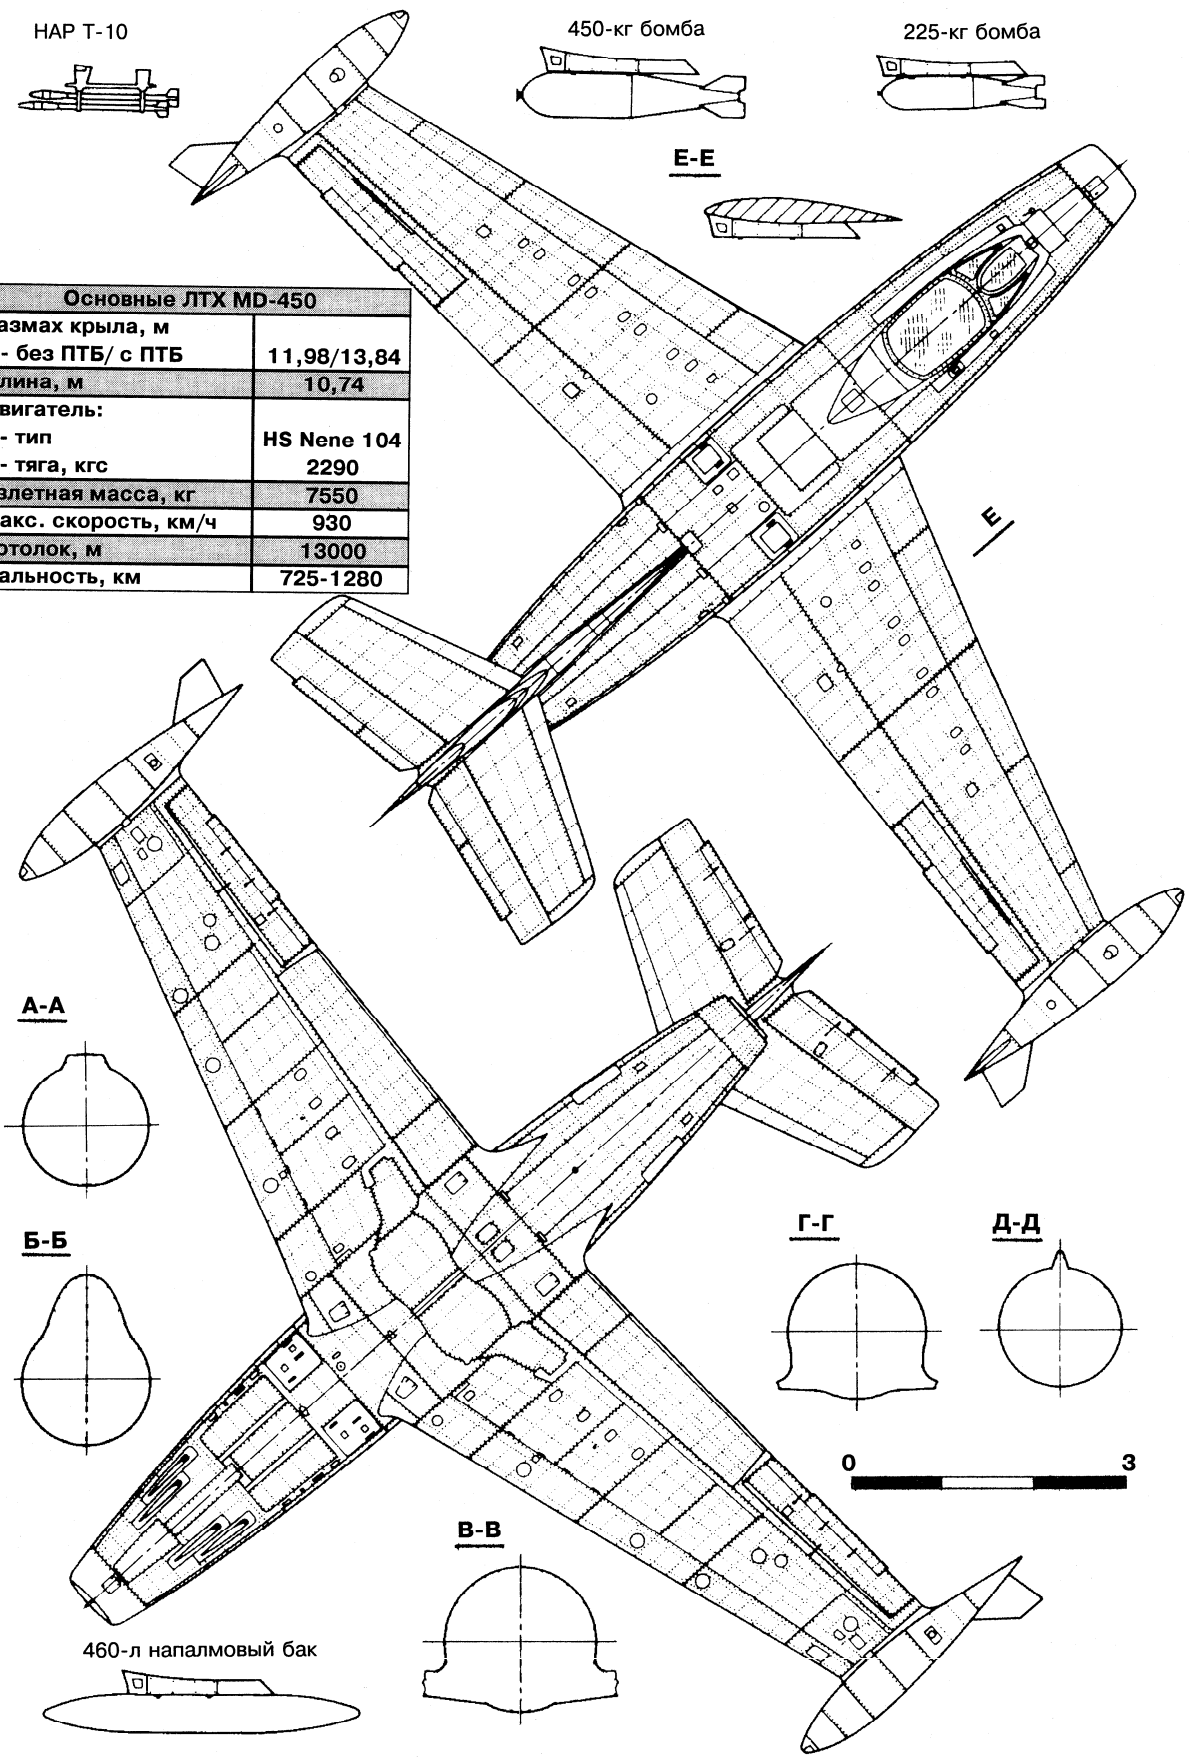 НАР Т-10
450-кг бомба
225-кг бомба
Е-Е
Основные ЛТХ MD-450
азмах крыла, м
- без ПТБ/ с ПТБ 11,98/13,84
лина, м 10,74
вигатель:
- тип HS Nene 104
- тяга, кгс 2290
злетная масса, кг 7550
акс. скорость, км/ч 930
отолок, м 13000
альность, км 725-1280
Е
А-А
Б-Б
Г-Г
Д-Д
0 3
В-В
460-л напалмовый бак